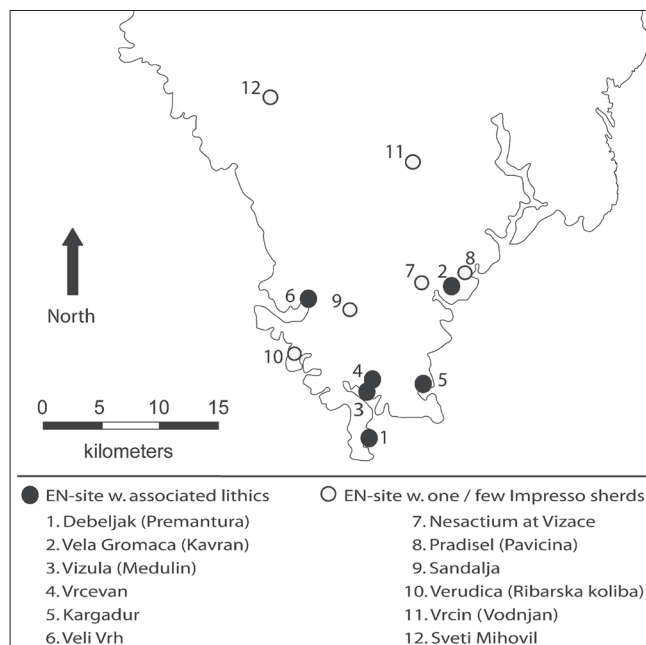 12
11
8
7
2
6
9
10
4
5
3
1
North
0 5 10 15
kilometers
EN-site w. associated lithics
1. Debeljak (Premantura)
2. Vela Gromaca (Kavran)
3. Vizula (Medulin)
4. Vrcevan
5. Kargadur
6. Veli Vrh
EN-site w. one / few Impresso sherds
7. Nesactium at Vizace
8. Pradisel (Pavicina)
9. Sandalja
10. Verudica (Ribarska koliba)
11. Vrcin (Vodnjan)
12. Sveti Mihovil